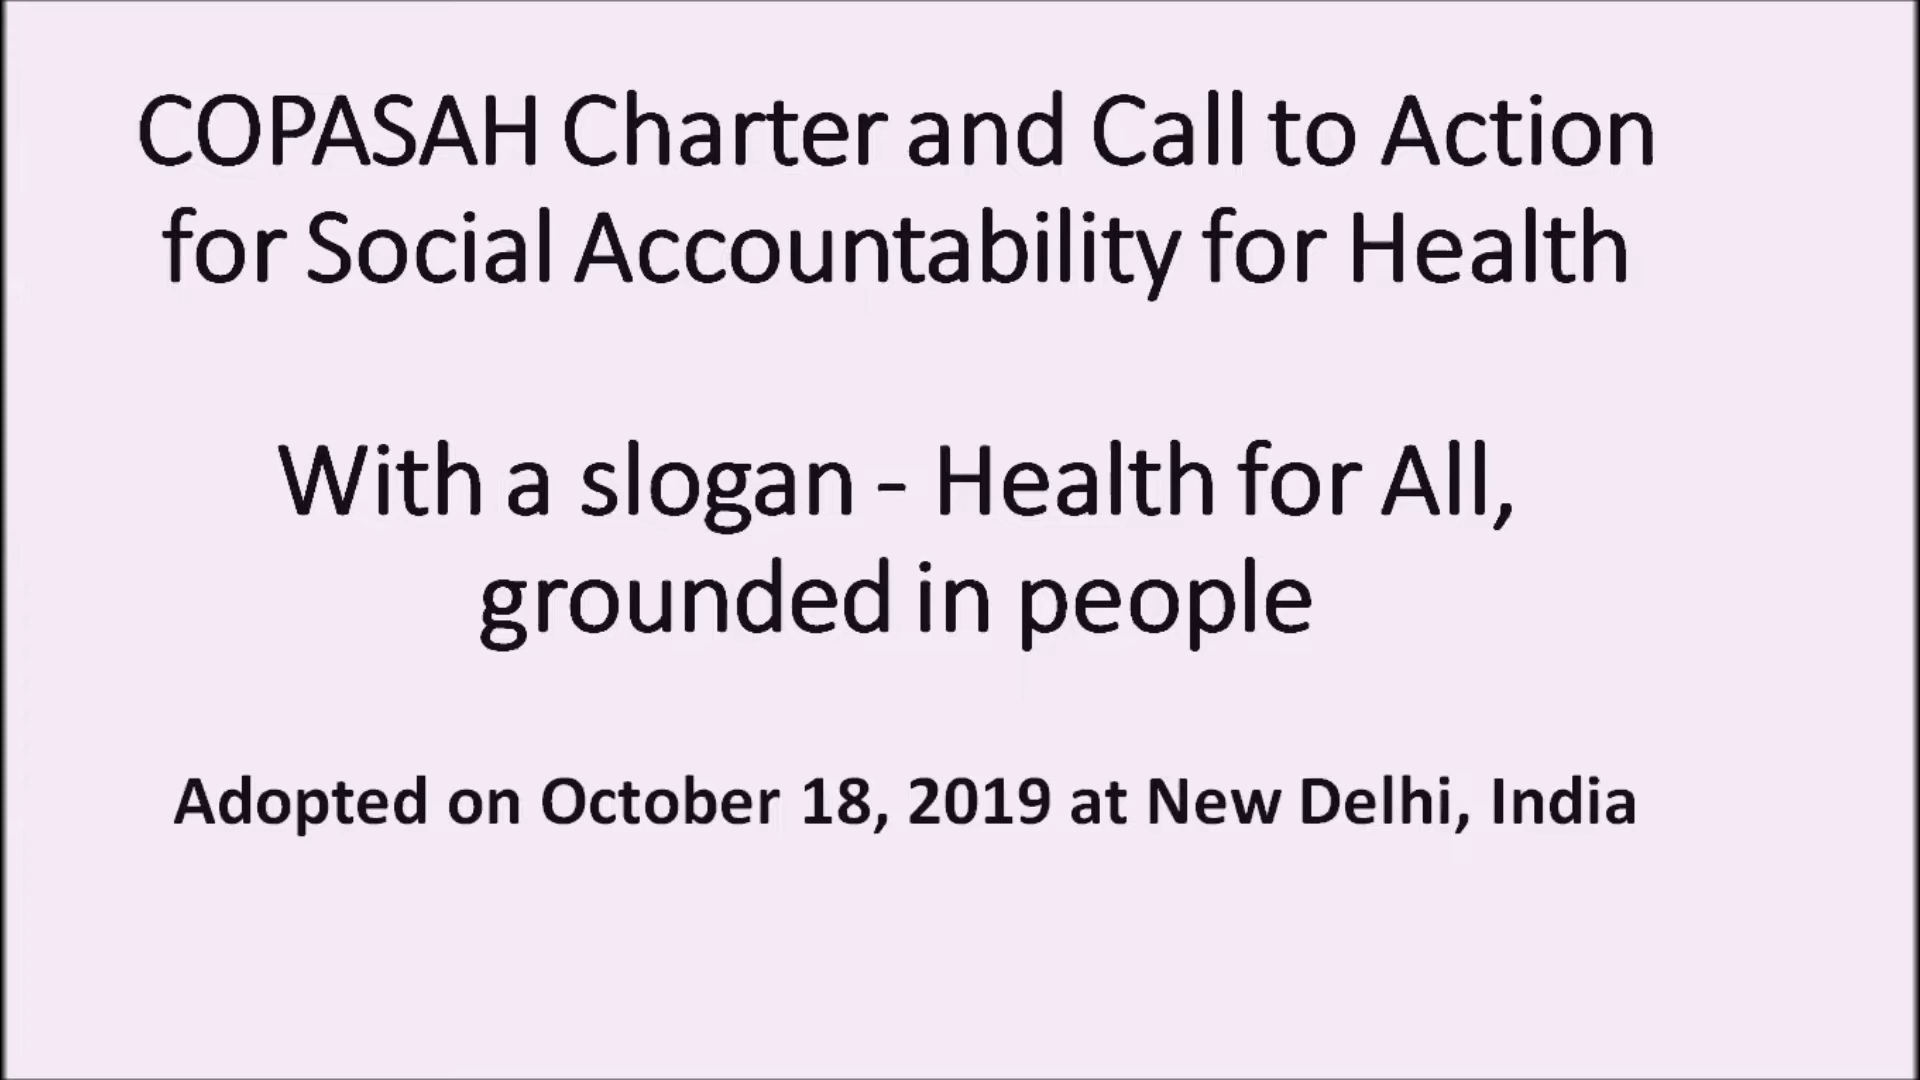 COPASAH Charter and Call to Action
for Social Accountability for Health
With a slogan - Health for All,
grounded in people
Adopted on October 18, 2019 at New Delhi, India